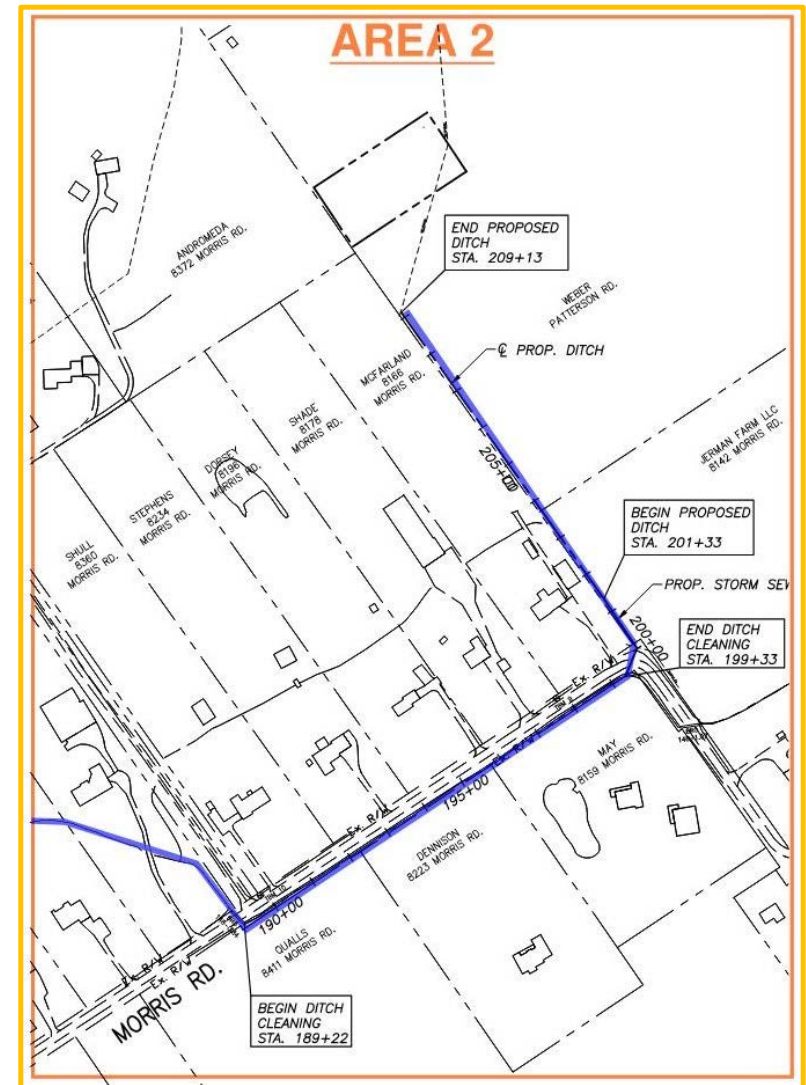 AREA 2
END PROPOSED
DITCH
STA. 209+13
ANDROMEDA
8372 MORRIS RD.
WEBER
PATTERSON RD.
℄ PROP. DITCH
MCFARLAND
8166
MORRIS RD.
SHADE
8178
MORRIS RD.
DORSEY
8196
MORRIS RD.
STEPHENS
8234
MORRIS RD.
SHULL
8360
MORRIS RD.
JERMAN FARM LLC
8142 MORRIS RD.
205+00
BEGIN PROPOSED
DITCH
STA. 201+33
PROP. STORM SEW
200+00
END DITCH
CLEANING
STA. 199+33
Ex. R/W
Ex. R/W
MAY
8159 MORRIS RD.
195+00
Ex. R/W
DENNISON
8223 MORRIS RD.
190+00
QUALLS
8411 MORRIS RD.
Ex. R/W
Ex. R/W
MORRIS RD.
BEGIN DITCH
CLEANING
STA. 189+22